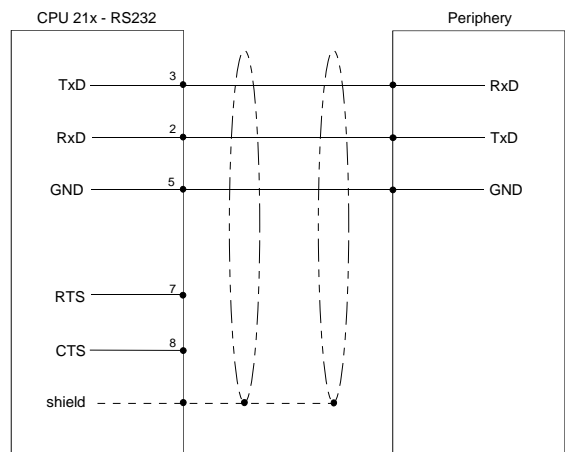 CPU 21x - RS232 Periphery
TxD 3 RxD
RxD 2 TxD
GND 5 GND
RTS 7
CTS 8
shield